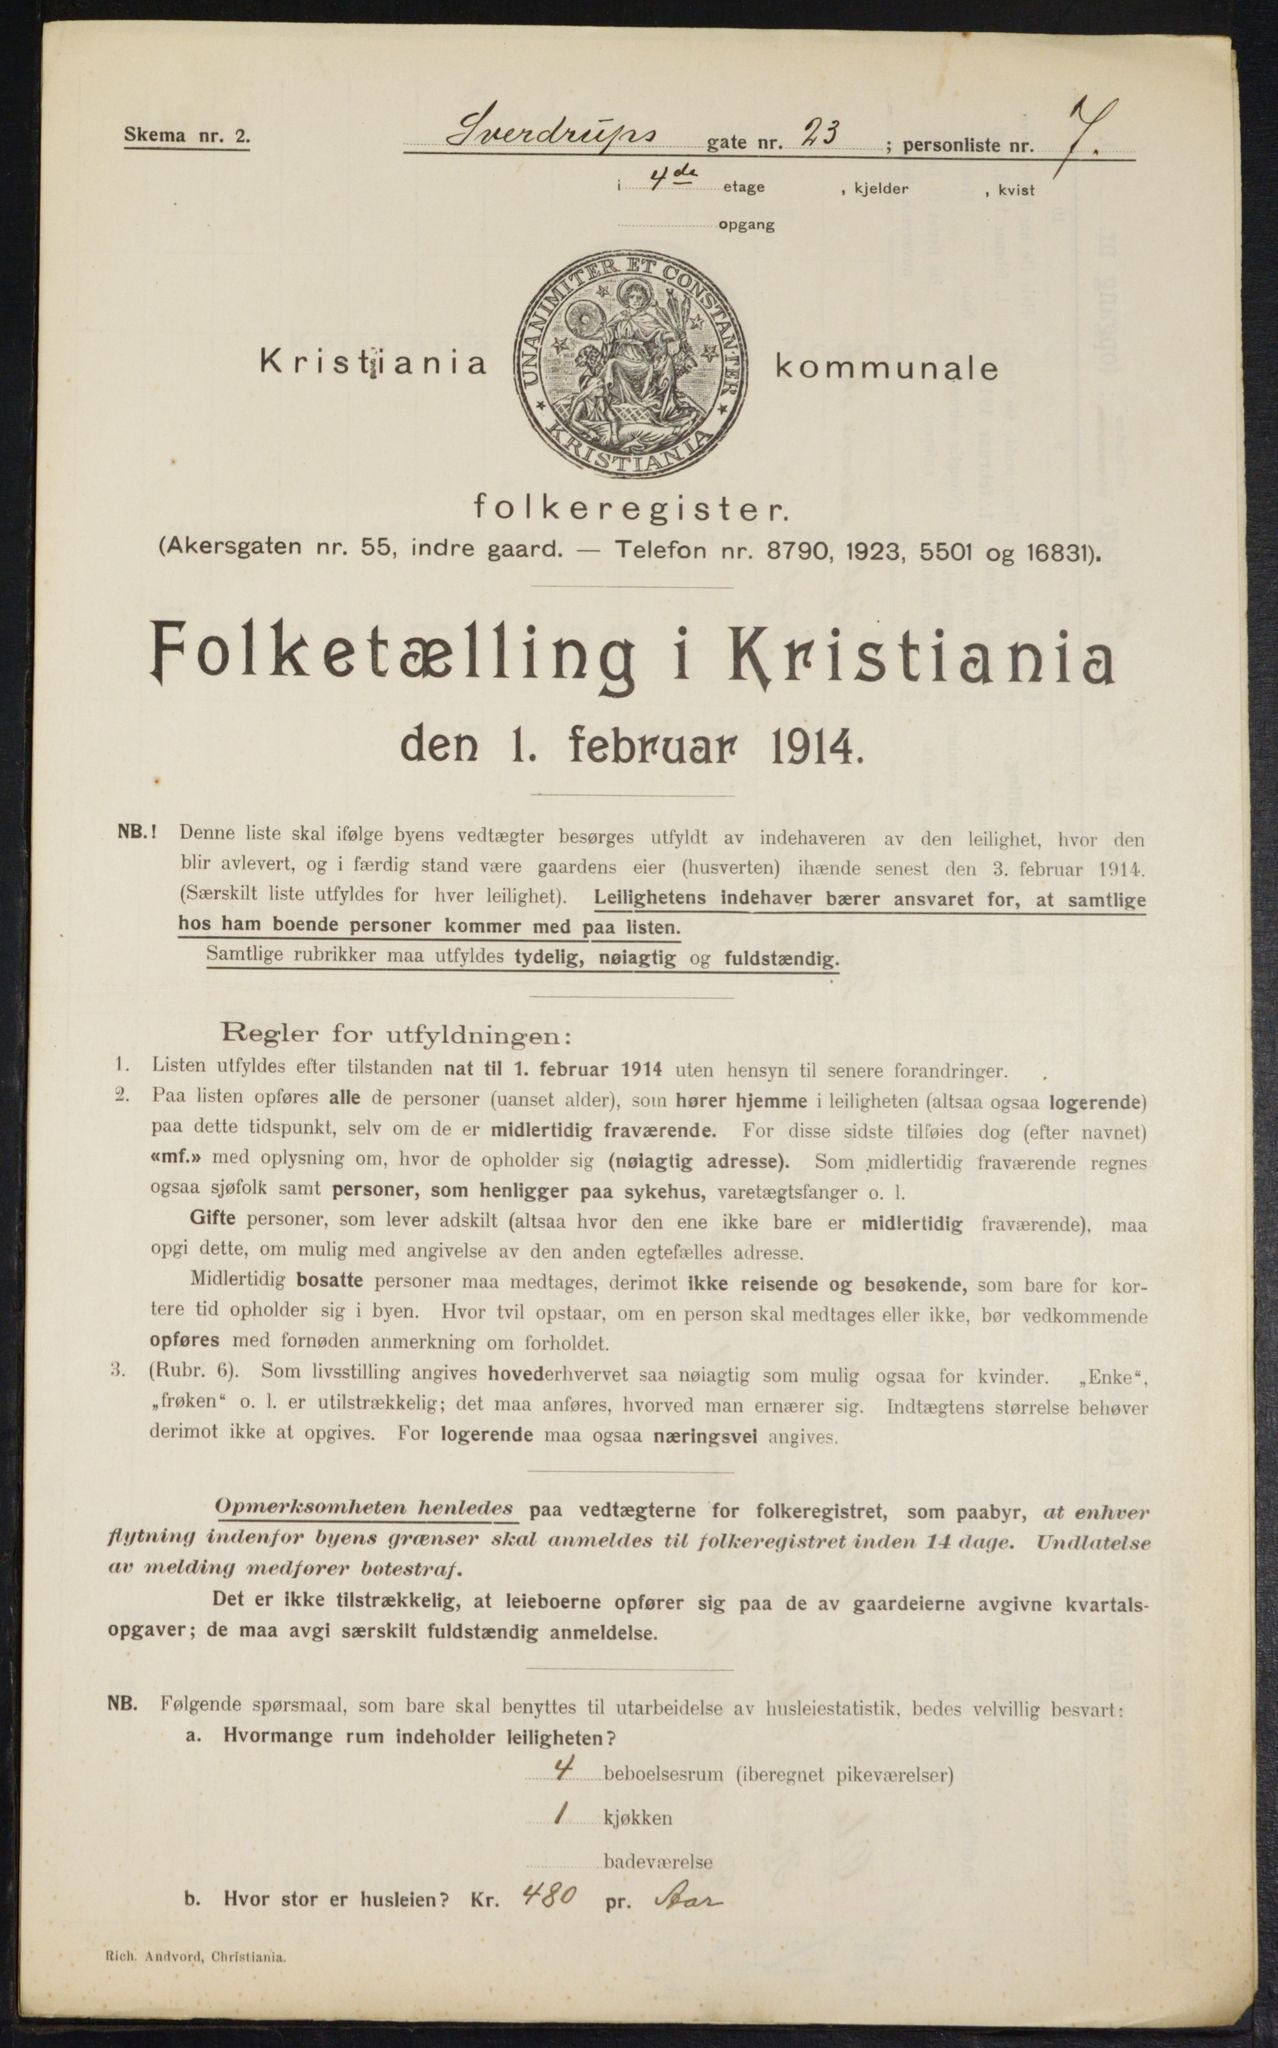 Skema nr. 2.
Sverdrups gate nr. 23 ; personliste nr. 7.
i 4de etage , kjelder , kvist
opgang
UNANIMITER ET CONSTANTER
KRISTIANIA
Kristiania kommunale
folkeregister.
(Akersgaten nr. 55, indre gaard. — Telefon nr. 8790, 1923, 5501 og 16831).
Folketælling i Kristiania
den 1. februar 1914.
NB.! Denne liste skal ifølge byens vedtægter besørges utfyldt av indehaveren av den leilighet, hvor den
blir avlevert, og i færdig stand være gaardens eier (husverten) ihænde senest den 3. februar 1914.
(Særskilt liste utfyldes for hver leilighet). Leilighetens indehaver bærer ansvaret for, at samtlige
hos ham boende personer kommer med paa listen.
Samtlige rubrikker maa utfyldes tydelig, nøiagtig og fuldstændig.
Regler for utfyldningen:
1. Listen utfyldes efter tilstanden nat til 1. februar 1914 uten hensyn til senere forandringer.
2. Paa listen opføres alle de personer (uanset alder), som hører hjemme i leiligheten (altsaa ogsaa logerende)
paa dette tidspunkt, selv om de er midlertidig fraværende. For disse sidste tilføies dog (efter navnet)
«mf.» med oplysning om, hvor de opholder sig (nøiagtig adresse). Som midlertidig fraværende regnes
ogsaa sjøfolk samt personer, som henligger paa sykehus, varetægtsfanger o. l.
Gifte personer, som lever adskilt (altsaa hvor den ene ikke bare er midlertidig fraværende), maa
opgi dette, om mulig med angivelse av den anden egtefælles adresse.
Midlertidig bosatte personer maa medtages, derimot ikke reisende og besøkende, som bare for kor-
tere tid opholder sig i byen. Hvor tvil opstaar, om en person skal medtages eller ikke, bør vedkommende
opføres med fornøden anmerkning om forholdet.
3. (Rubr. 6). Som livsstilling angives hovederhvervet saa nøiagtig som mulig ogsaa for kvinder. „Enke“,
„frøken“ o. l. er utilstrækkelig; det maa anføres, hvorved man ernærer sig. Indtægtens størrelse behøver
derimot ikke at opgives. For logerende maa ogsaa næringsvei angives.
Opmerksomheten henledes paa vedtægterne for folkeregistret, som paabyr, at enhver
flytning indenfor byens grænser skal anmeldes til folkeregistret inden 14 dage. Undlatelse
av melding medfører bøtestraf.
Det er ikke tilstrækkelig, at leieboerne opfører sig paa de av gaardeierne avgivne kvartals-
opgaver; de maa avgi særskilt fuldstændig anmeldelse.
NB. Følgende spørsmaal, som bare skal benyttes til utarbeidelse av husleiestatistik, bedes velvillig besvart:
a. Hvormange rum indeholder leiligheten?
4 beboelsesrum (iberegnet pikeværelser)
1 kjøkken
badeværelse
b. Hvor stor er husleien? Kr. 480 pr. Aar
Rich. Andvord, Christiania.